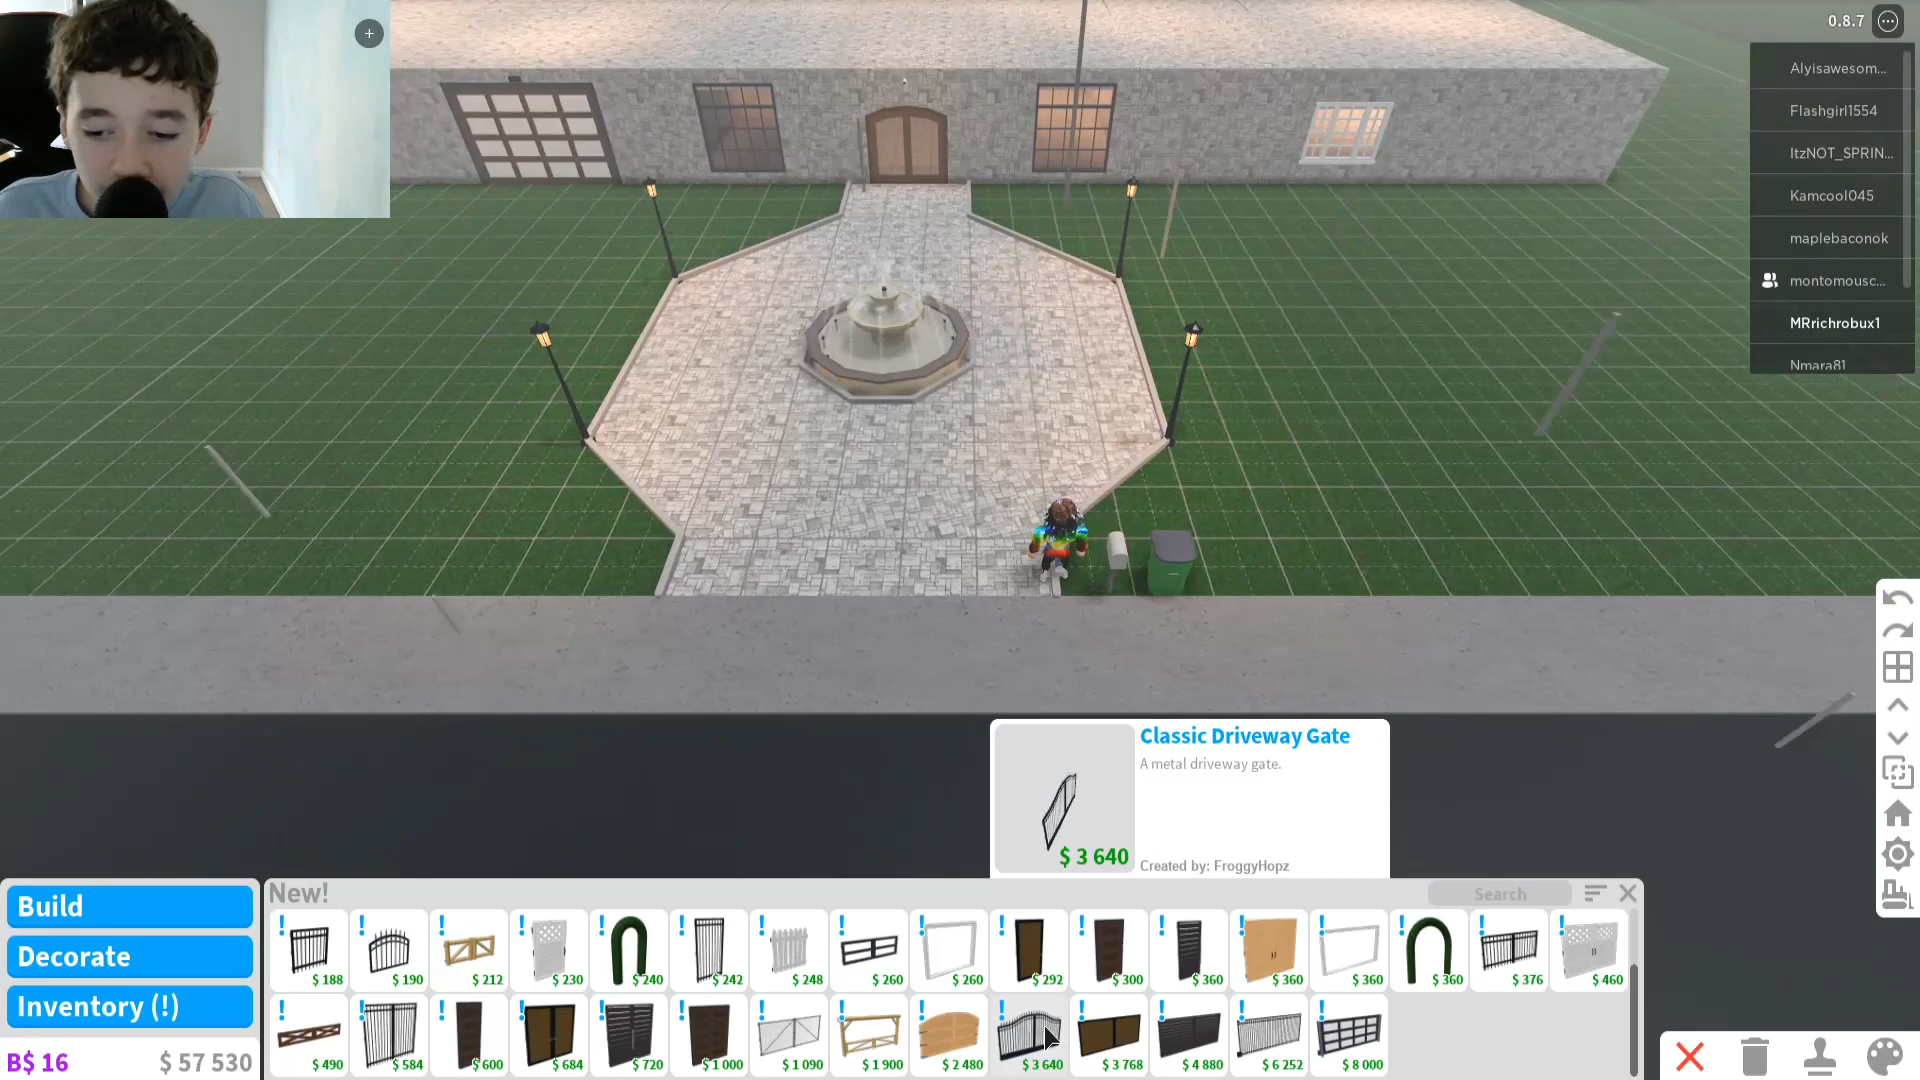 0.8.7
Alyisawesom...
Flashgirl1554
ItzNOT_SPRIN...
Kamcool045
maplebaconok
montomousc...
MRrichrobux1
Nmara81
Classic Driveway Gate
A metal driveway gate.
$ 3 640
Created by: FroggyHopz
Build
Decorate
Inventory (!)
B$ 16
$ 57 530
New!
Search
! ! ! ! ! ! ! ! ! ! ! ! ! ! ! ! !
$ 188 $ 190 $ 212 $ 230 $ 240 $ 242 $ 248 $ 260 $ 260 $ 292 $ 300 $ 360 $ 360 $ 360 $ 360 $ 376 $ 460
! ! ! ! ! ! ! ! ! ! ! ! ! !
$ 490 $ 584 $ 600 $ 684 $ 720 $ 1 000 $ 1 090 $ 1 900 $ 2 480 $ 3 640 $ 3 768 $ 4 880 $ 6 252 $ 8 000